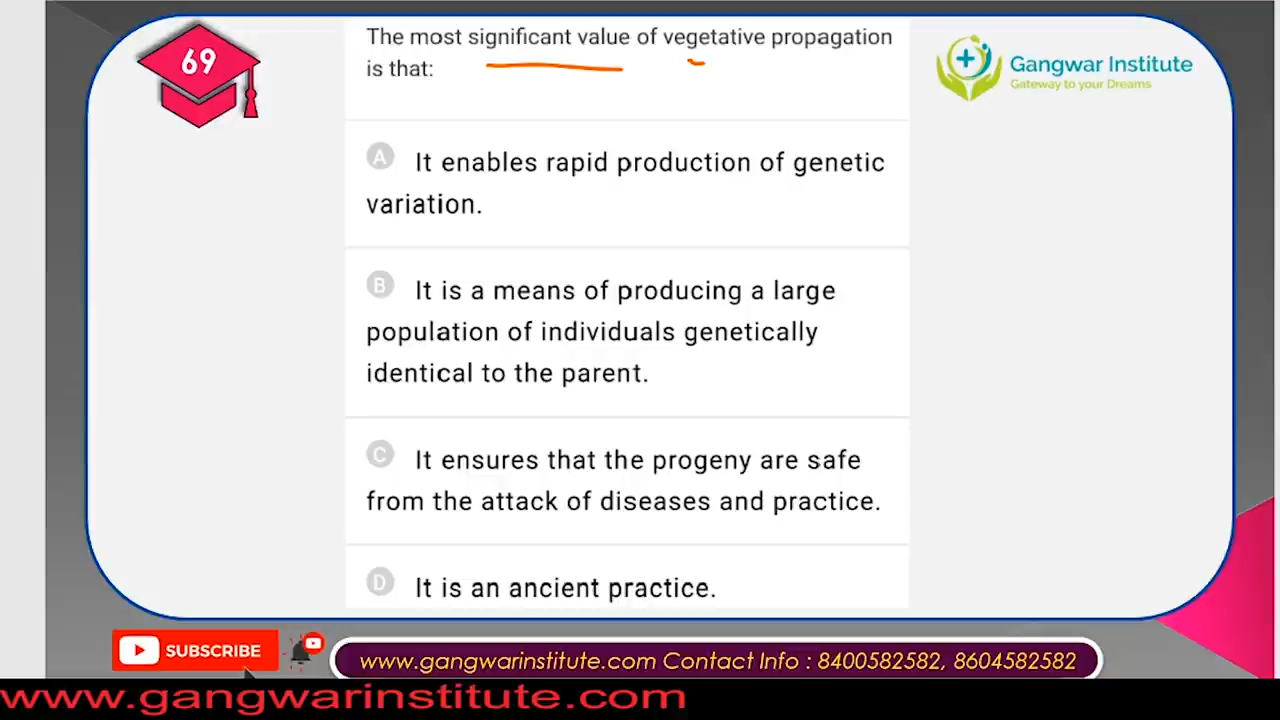 69
The most significant value of vegetative propagation
is that:
Gangwar Institute
Gateway to your Dreams
A It enables rapid production of genetic
variation.
B It is a means of producing a large
population of individuals genetically
identical to the parent.
C It ensures that the progeny are safe
from the attack of diseases and practice.
D It is an ancient practice.
SUBSCRIBE
www.gangwarinstitute.com Contact Info : 8400582582, 8604582582
www.gangwarinstitute.com